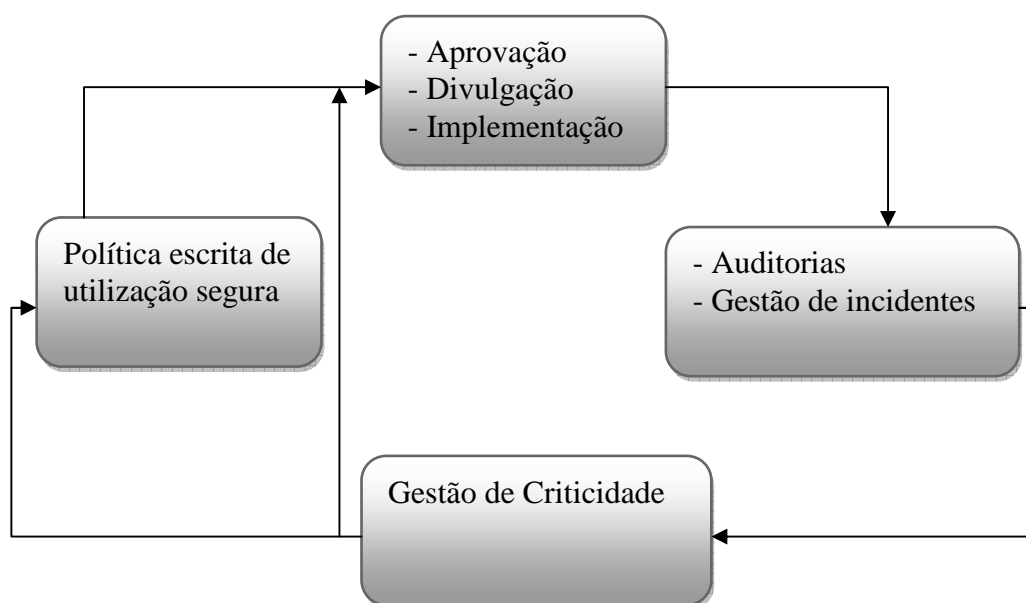 - Aprovação
- Divulgação
- Implementação
Política escrita de
utilização segura
- Auditorias
- Gestão de incidentes
Gestão de Criticidade